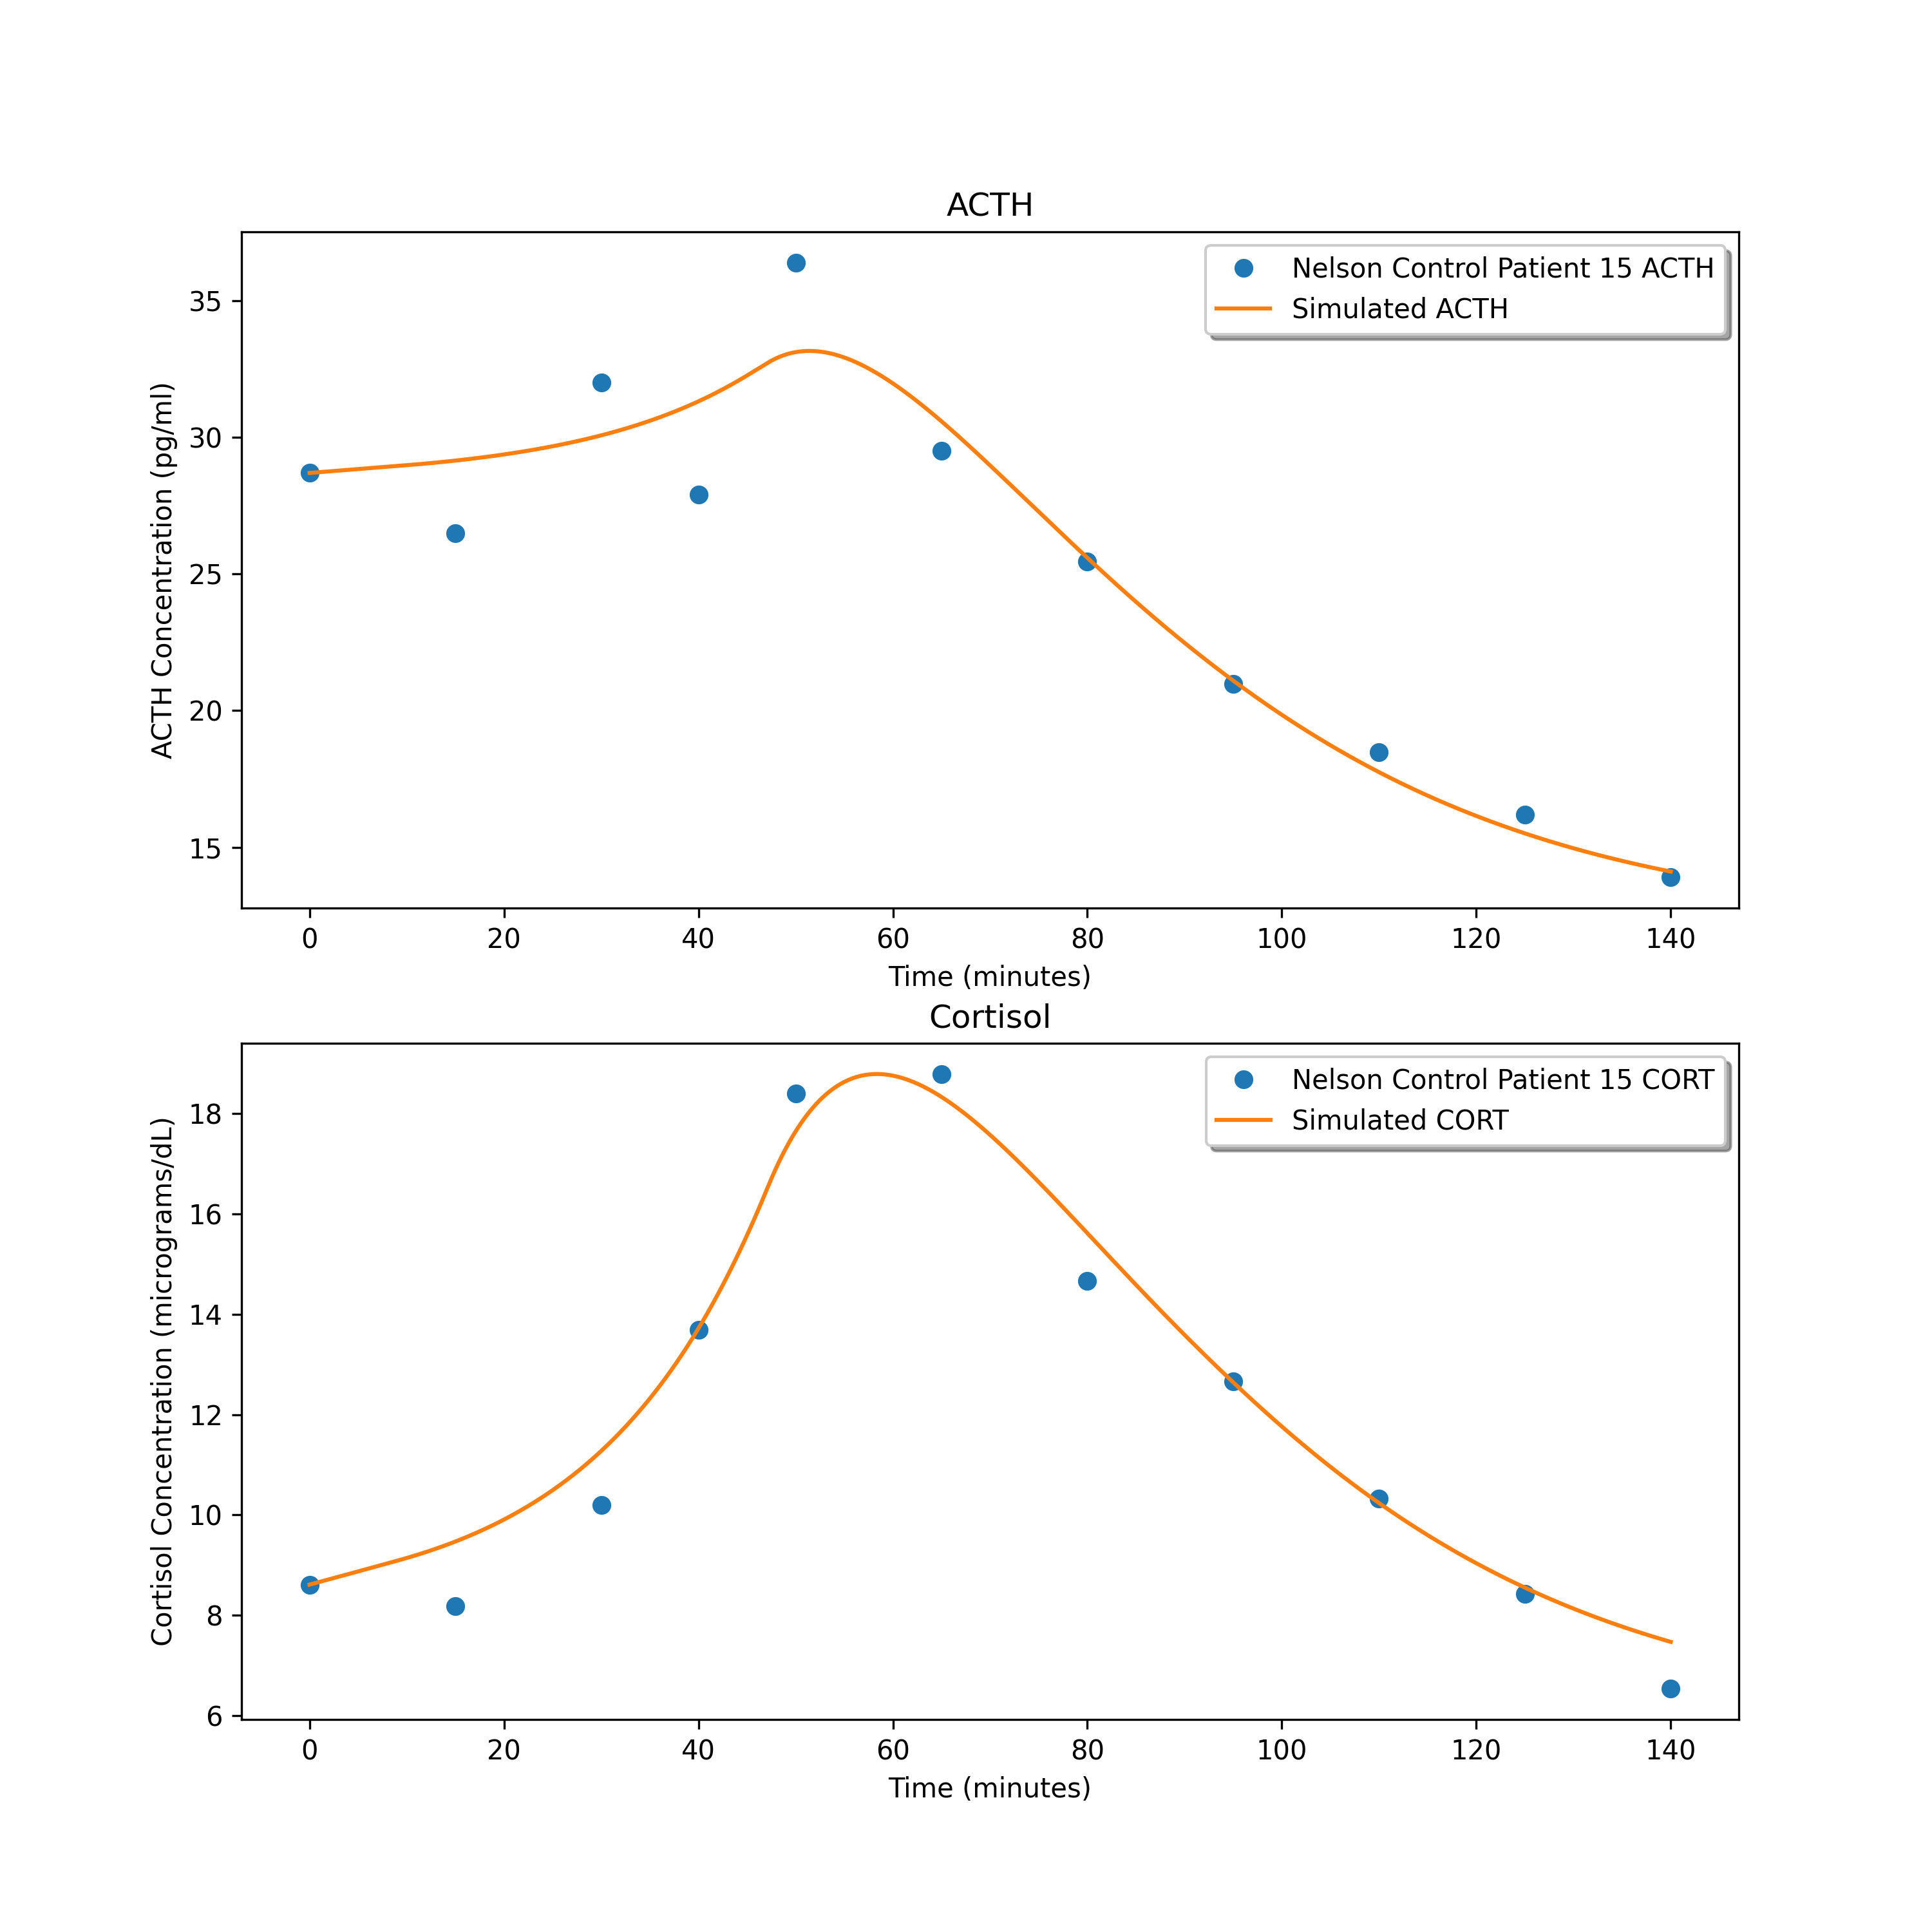 ACTH
Nelson Control Patient 15 ACTH
Simulated ACTH
ACTH Concentration (pg/ml)
35
30
25
20
15
0 20 40 60 80 100 120 140
Time (minutes)
Cortisol
Nelson Control Patient 15 CORT
Simulated CORT
Cortisol Concentration (micrograms/dL)
18
16
14
12
10
8
6
0 20 40 60 80 100 120 140
Time (minutes)